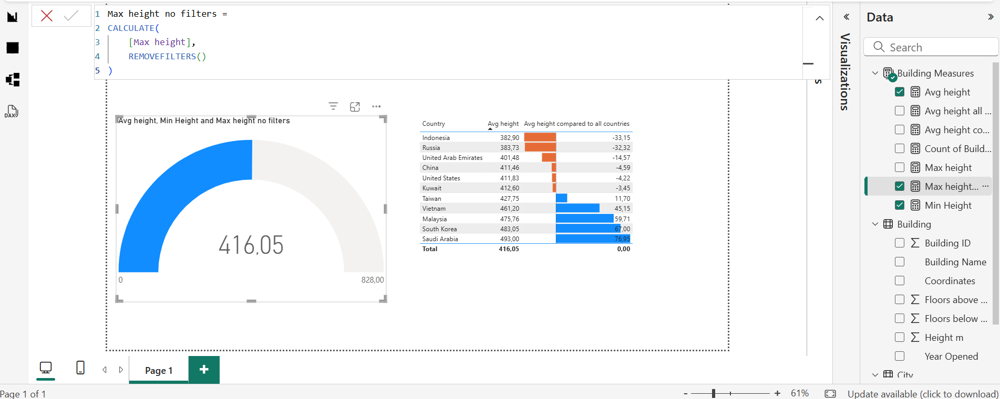 1 Max height no filters =
2 CALCULATE(
3 [Max height],
4 REMOVEFILTERS()
5 )
DAX
Avg height, Min Height and Max height no filters
416,05
0
828,00
Country Avg height Avg height compared to all countries
Indonesia 382,90 -33,15
Russia 383,73 -32,32
United Arab Emirates 401,48 -14,57
China 411,46 -4,59
United States 411,83 -4,22
Kuwait 412,60 -3,45
Taiwan 427,75 11,70
Vietnam 461,20 45,15
Malaysia 475,76 59,71
South Korea 483,05 67,00
Saudi Arabia 493,00 76,95
Total 416,05 0,00
Page 1
Page 1 of 1
- + 61%
Update available (click to download)
s
Visualizations
Data
Search
Building Measures
Avg height
Avg height all ...
Avg height co...
Count of Build...
Max height
Max height... ...
Min Height
Building
Building ID
Building Name
Coordinates
Floors above ...
Floors below ...
Height m
Year Opened
City